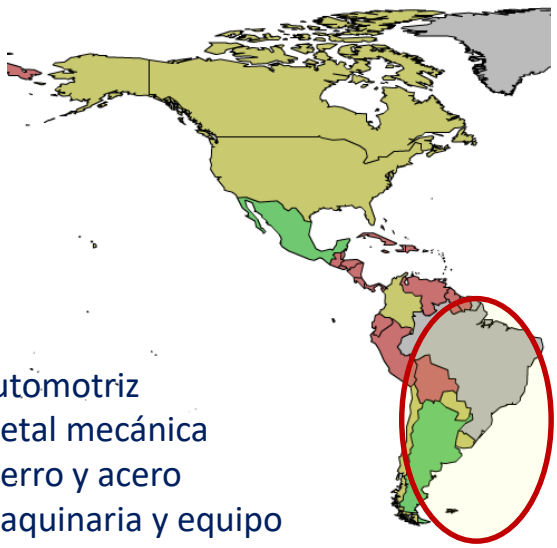 utomotriz
etal mecánica
erro y acero
aquinaria y equipo